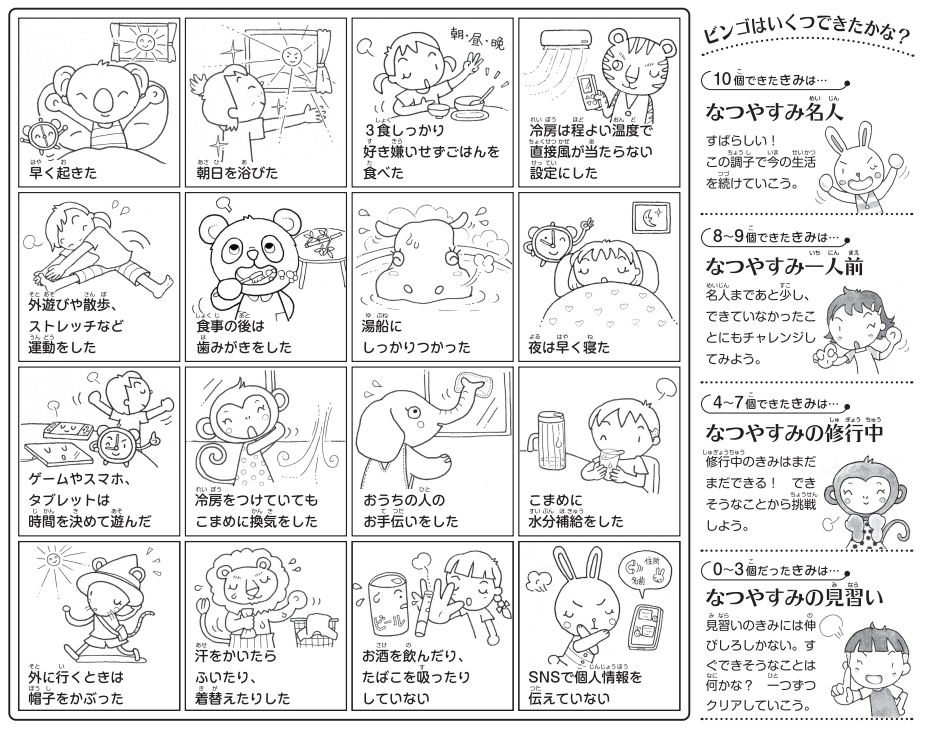 早く起きた
朝日を浴びた
朝・昼・晩
3食しっかり
好き嫌いせずごはんを
食べた
冷房は程よい温度で
直接風が当たらない
設定にした
外遊びや散歩、
ストレッチなど
運動をした
食事の後は
歯みがきをした
湯船に
しっかりつかった
夜は早く寝た
ゲームやスマホ、
タブレットは
時間を決めて遊んだ
冷房をつけていても
こまめに換気をした
おうちの人の
お手伝いをした
こまめに
水分補給をした
外に行くときは
帽子をかぶった
汗をかいたら
ふいたり、
着替えたりした
ビール
お酒を飲んだり、
たばこを吸ったり
していない
住所
名前
SNSで個人情報を
伝えていない
ビンゴはいくつできたかな?
10個できたきみは…
なつやすみ名人
すばらしい!
この調子で今の生活
を続けていこう。
8~9個できたきみは…
なつやすみ一人前
名人まであと少し、
できていなかったこ
とにもチャレンジし
てみよう。
4~7個できたきみは…
なつやすみの修行中
修行中のきみはまだ
まだできる! でき
そうなことから挑戦
しよう。
0~3個だったきみは…
なつやすみの見習い
見習いのきみには伸
びしろしかない。す
ぐできそうなことは
何かな? 一つずつ
クリアしていこう。